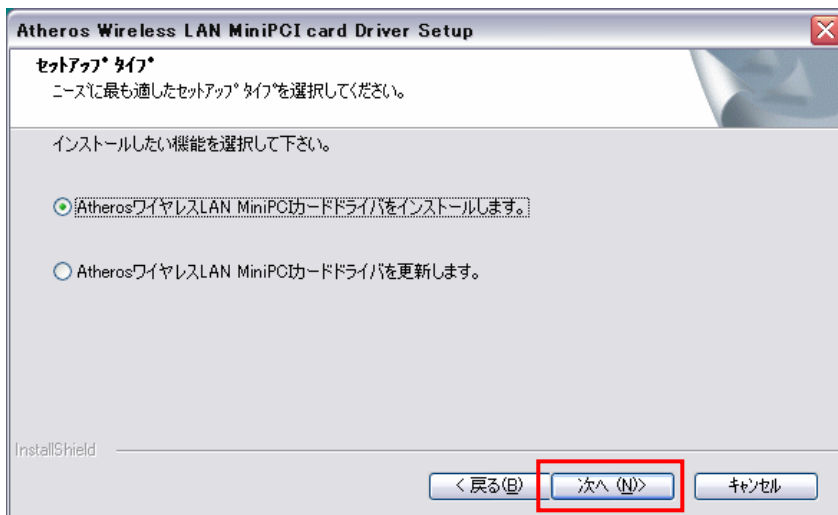 Atheros Wireless LAN MiniPCI card Driver Setup
セットアップ タイプ
ニーズに最も適したセットアップ タイプを選択してください。
インストールしたい機能を選択して下さい。
AtherosワイヤレスLAN MiniPCIカードドライバをインストールします。
AtherosワイヤレスLAN MiniPCIカードドライバを更新します。
InstallShield
< 戻る(B)
次へ (N)>
キャンセル